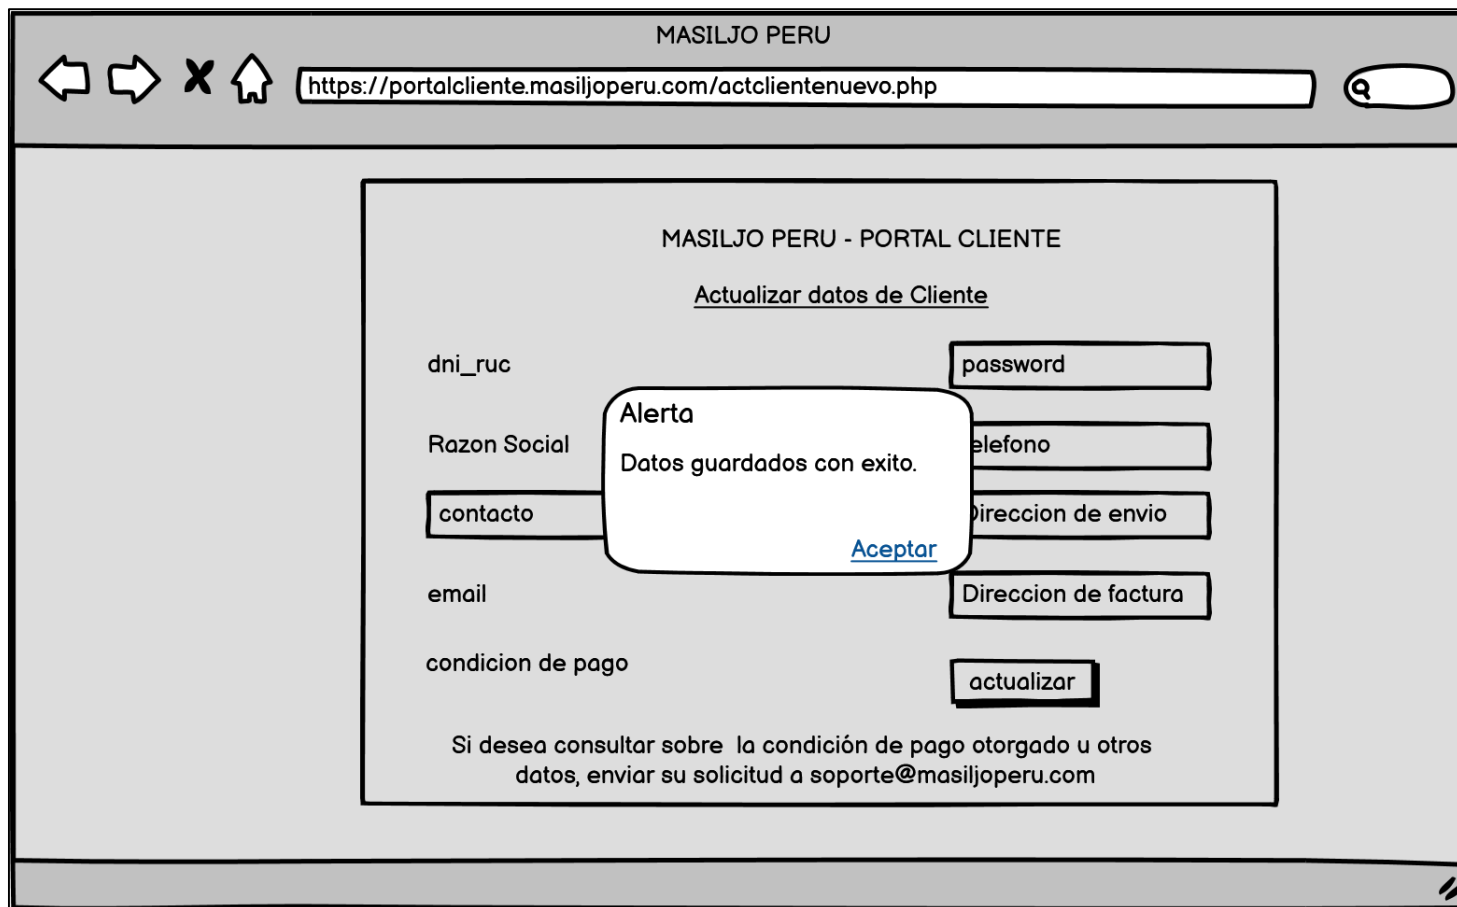 MASILJO PERU
https://portalcliente.masiljoperu.com/actclientenuevo.php
MASILJO PERU - PORTAL CLIENTE
Actualizar datos de Cliente
dni_ruc
password
Alerta
Razon Social
elefono
Datos guardados con exito.
contacto
Direccion de envio
Aceptar
email
Direccion de factura
condicion de pago
actualizar
Si desea consultar sobre la condición de pago otorgado u otros
datos, enviar su solicitud a soporte@masiljoperu.com